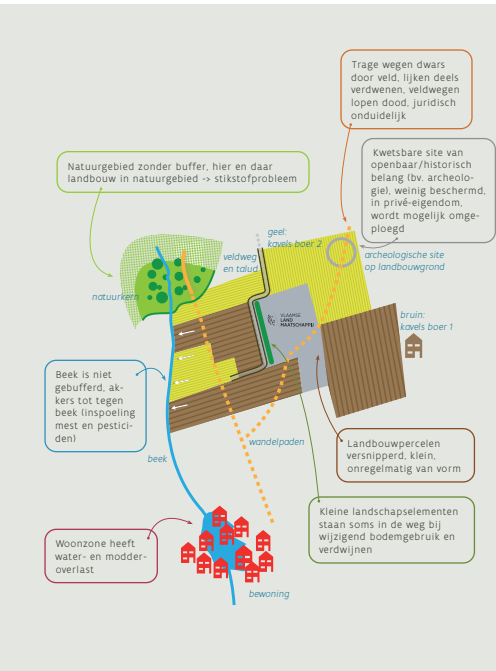 Trage wegen dwars
door veld, lijken deels
verdwenen, veldwegen
lopen dood, juridisch
onduidelijk
Kwetsbare site van
openbaar/historisch
belang (bv. archeolo-
gie), weinig beschermd,
in privé-eigendom,
wordt mogelijk omge-
ploegd
Natuurgebied zonder buffer, hier en daar
landbouw in natuurgebied -> stikstofprobleem
geel:
kavels boer 2
veldweg
en talud
archeologische site
op landbouwgrond
natuurkern
VLAAMSE
LAND
MAATSCHAPPIJ
bruin:
kavels boer 1
Beek is niet
gebufferd, ak-
kers tot tegen
beek (inspoeling
mest en pestici-
den)
wandelpaden
beek
Landbouwpercelen
versnipperd, klein,
onregelmatig van vorm
Kleine landschapselementen
staan soms in de weg bij
wijzigend bodemgebruik en
verdwijnen
Woonzone heeft
water- en modder-
overlast
bewoning